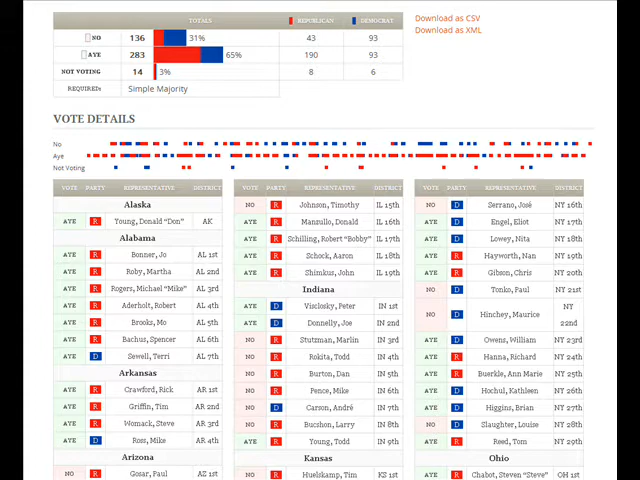 TOTALS REPUBLICAN DEMOCRAT
NO 136 31% 43 93
AYE 283 65% 190 93
NOT VOTING 14 3% 8 6
REQUIRED: Simple Majority
Download as CSV
Download as XML
VOTE DETAILS
No
Aye
Not Voting
VOTE PARTY REPRESENTATIVE DISTRICT
Alaska
AYE R Young, Donald “Don” AK
Alabama
AYE R Bonner, Jo AL 1st
AYE R Roby, Martha AL 2nd
AYE R Rogers, Michael “Mike” AL 3rd
AYE R Aderholt, Robert AL 4th
AYE R Brooks, Mo AL 5th
AYE R Bachus, Spencer AL 6th
AYE D Sewell, Terri AL 7th
Arkansas
AYE R Crawford, Rick AR 1st
AYE R Griffin, Tim AR 2nd
AYE R Womack, Steve AR 3rd
AYE D Ross, Mike AR 4th
Arizona
NO R Gosar, Paul AZ 1st
VOTE PARTY REPRESENTATIVE DISTRICT
NO R Johnson, Timothy IL 15th
AYE R Manzullo, Donald IL 16th
AYE R Schilling, Robert “Bobby” IL 17th
AYE R Schock, Aaron IL 18th
AYE R Shimkus, John IL 19th
Indiana
AYE D Visclosky, Peter IN 1st
AYE D Donnelly, Joe IN 2nd
NO R Stutzman, Marlin IN 3rd
NO R Rokita, Todd IN 4th
NO R Burton, Dan IN 5th
NO R Pence, Mike IN 6th
NO D Carson, André IN 7th
NO R Bucshon, Larry IN 8th
AYE R Young, Todd IN 9th
Kansas
NO R Huelskamp, Tim KS 1st
VOTE PARTY REPRESENTATIVE DISTRICT
NO D Serrano, José NY 16th
AYE D Engel, Eliot NY 17th
AYE D Lowey, Nita NY 18th
AYE R Hayworth, Nan NY 19th
AYE R Gibson, Chris NY 20th
NO D Tonko, Paul NY 21st
NO D Hinchey, Maurice NY 22nd
AYE D Owens, William NY 23rd
AYE R Hanna, Richard NY 24th
AYE R Buerkle, Ann Marie NY 25th
AYE D Hochul, Kathleen NY 26th
AYE D Higgins, Brian NY 27th
NO D Slaughter, Louise NY 28th
AYE R Reed, Tom NY 29th
Ohio
AYE R Chabot, Steven “Steve” OH 1st